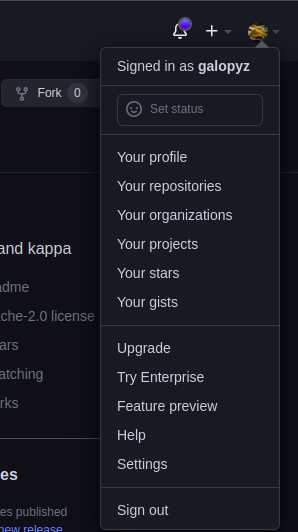 Signed in as galopyz
Fork 0
Set status
Your profile
Your repositories
Your organizations
Your projects
Your stars
Your gists
and kappa
adme
ache-2.0 license
ars
atching
rks
Upgrade
Try Enterprise
Feature preview
Help
Settings
Sign out
es
es published
new release